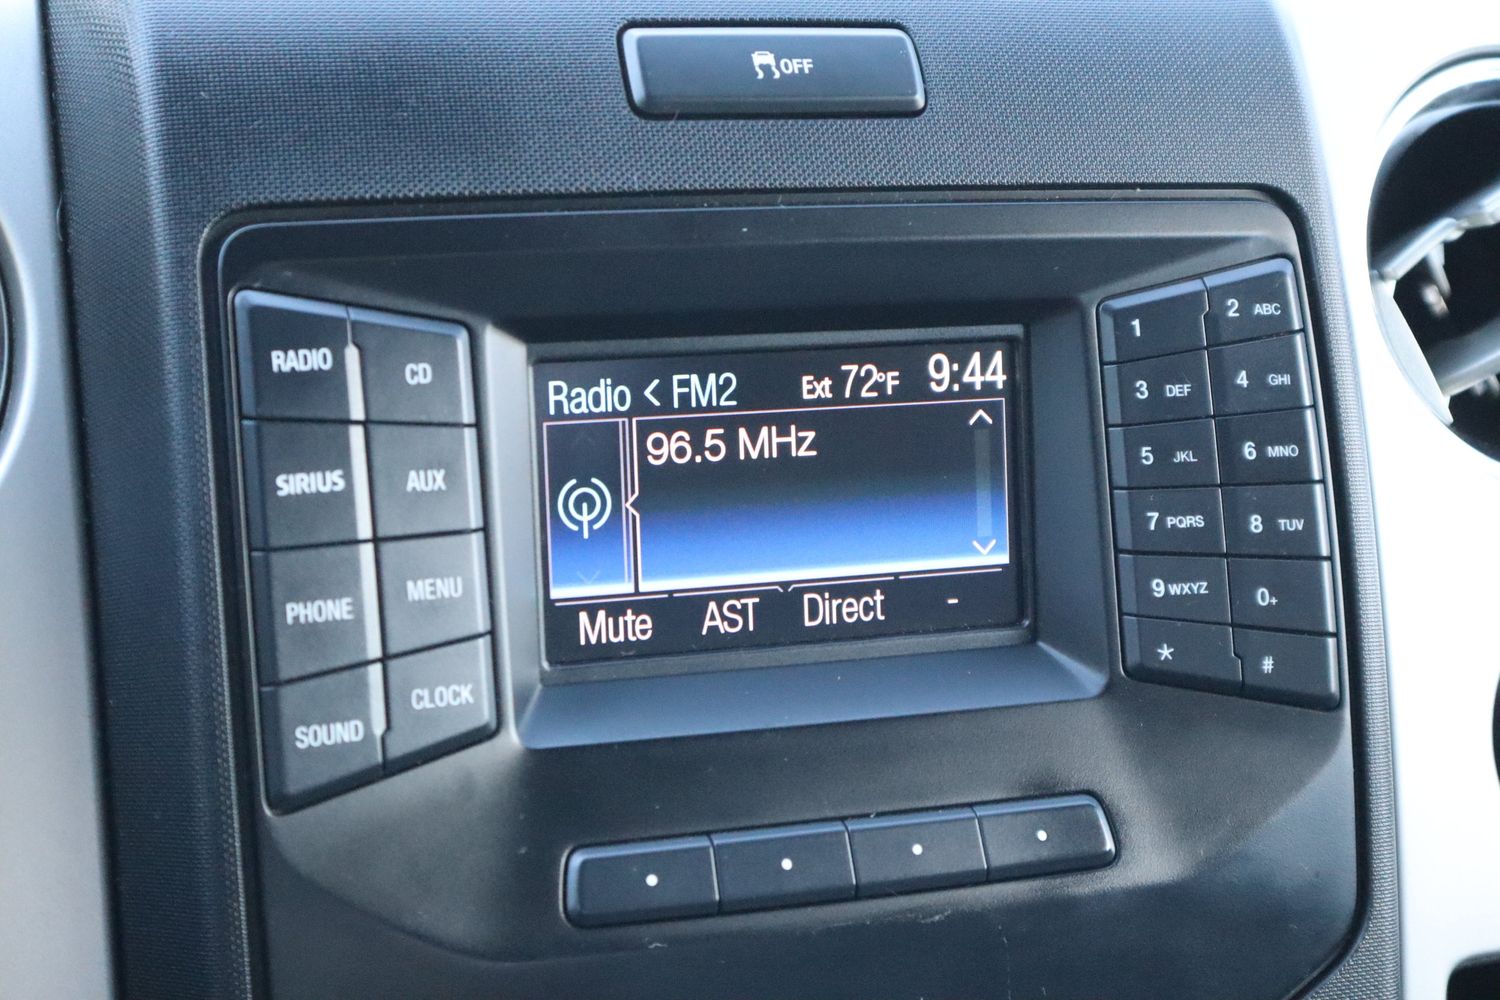 OFF
RADIO
CD
SIRIUS
AUX
PHONE
MENU
SOUND
CLOCK
Radio < FM2 Ext 72°F 9:44
96.5 MHz
Mute AST Direct -
1
2 ABC
3 DEF
4 GHI
5 JKL
6 MNO
7 PQRS
8 TUV
9 WXYZ
0+
*
#